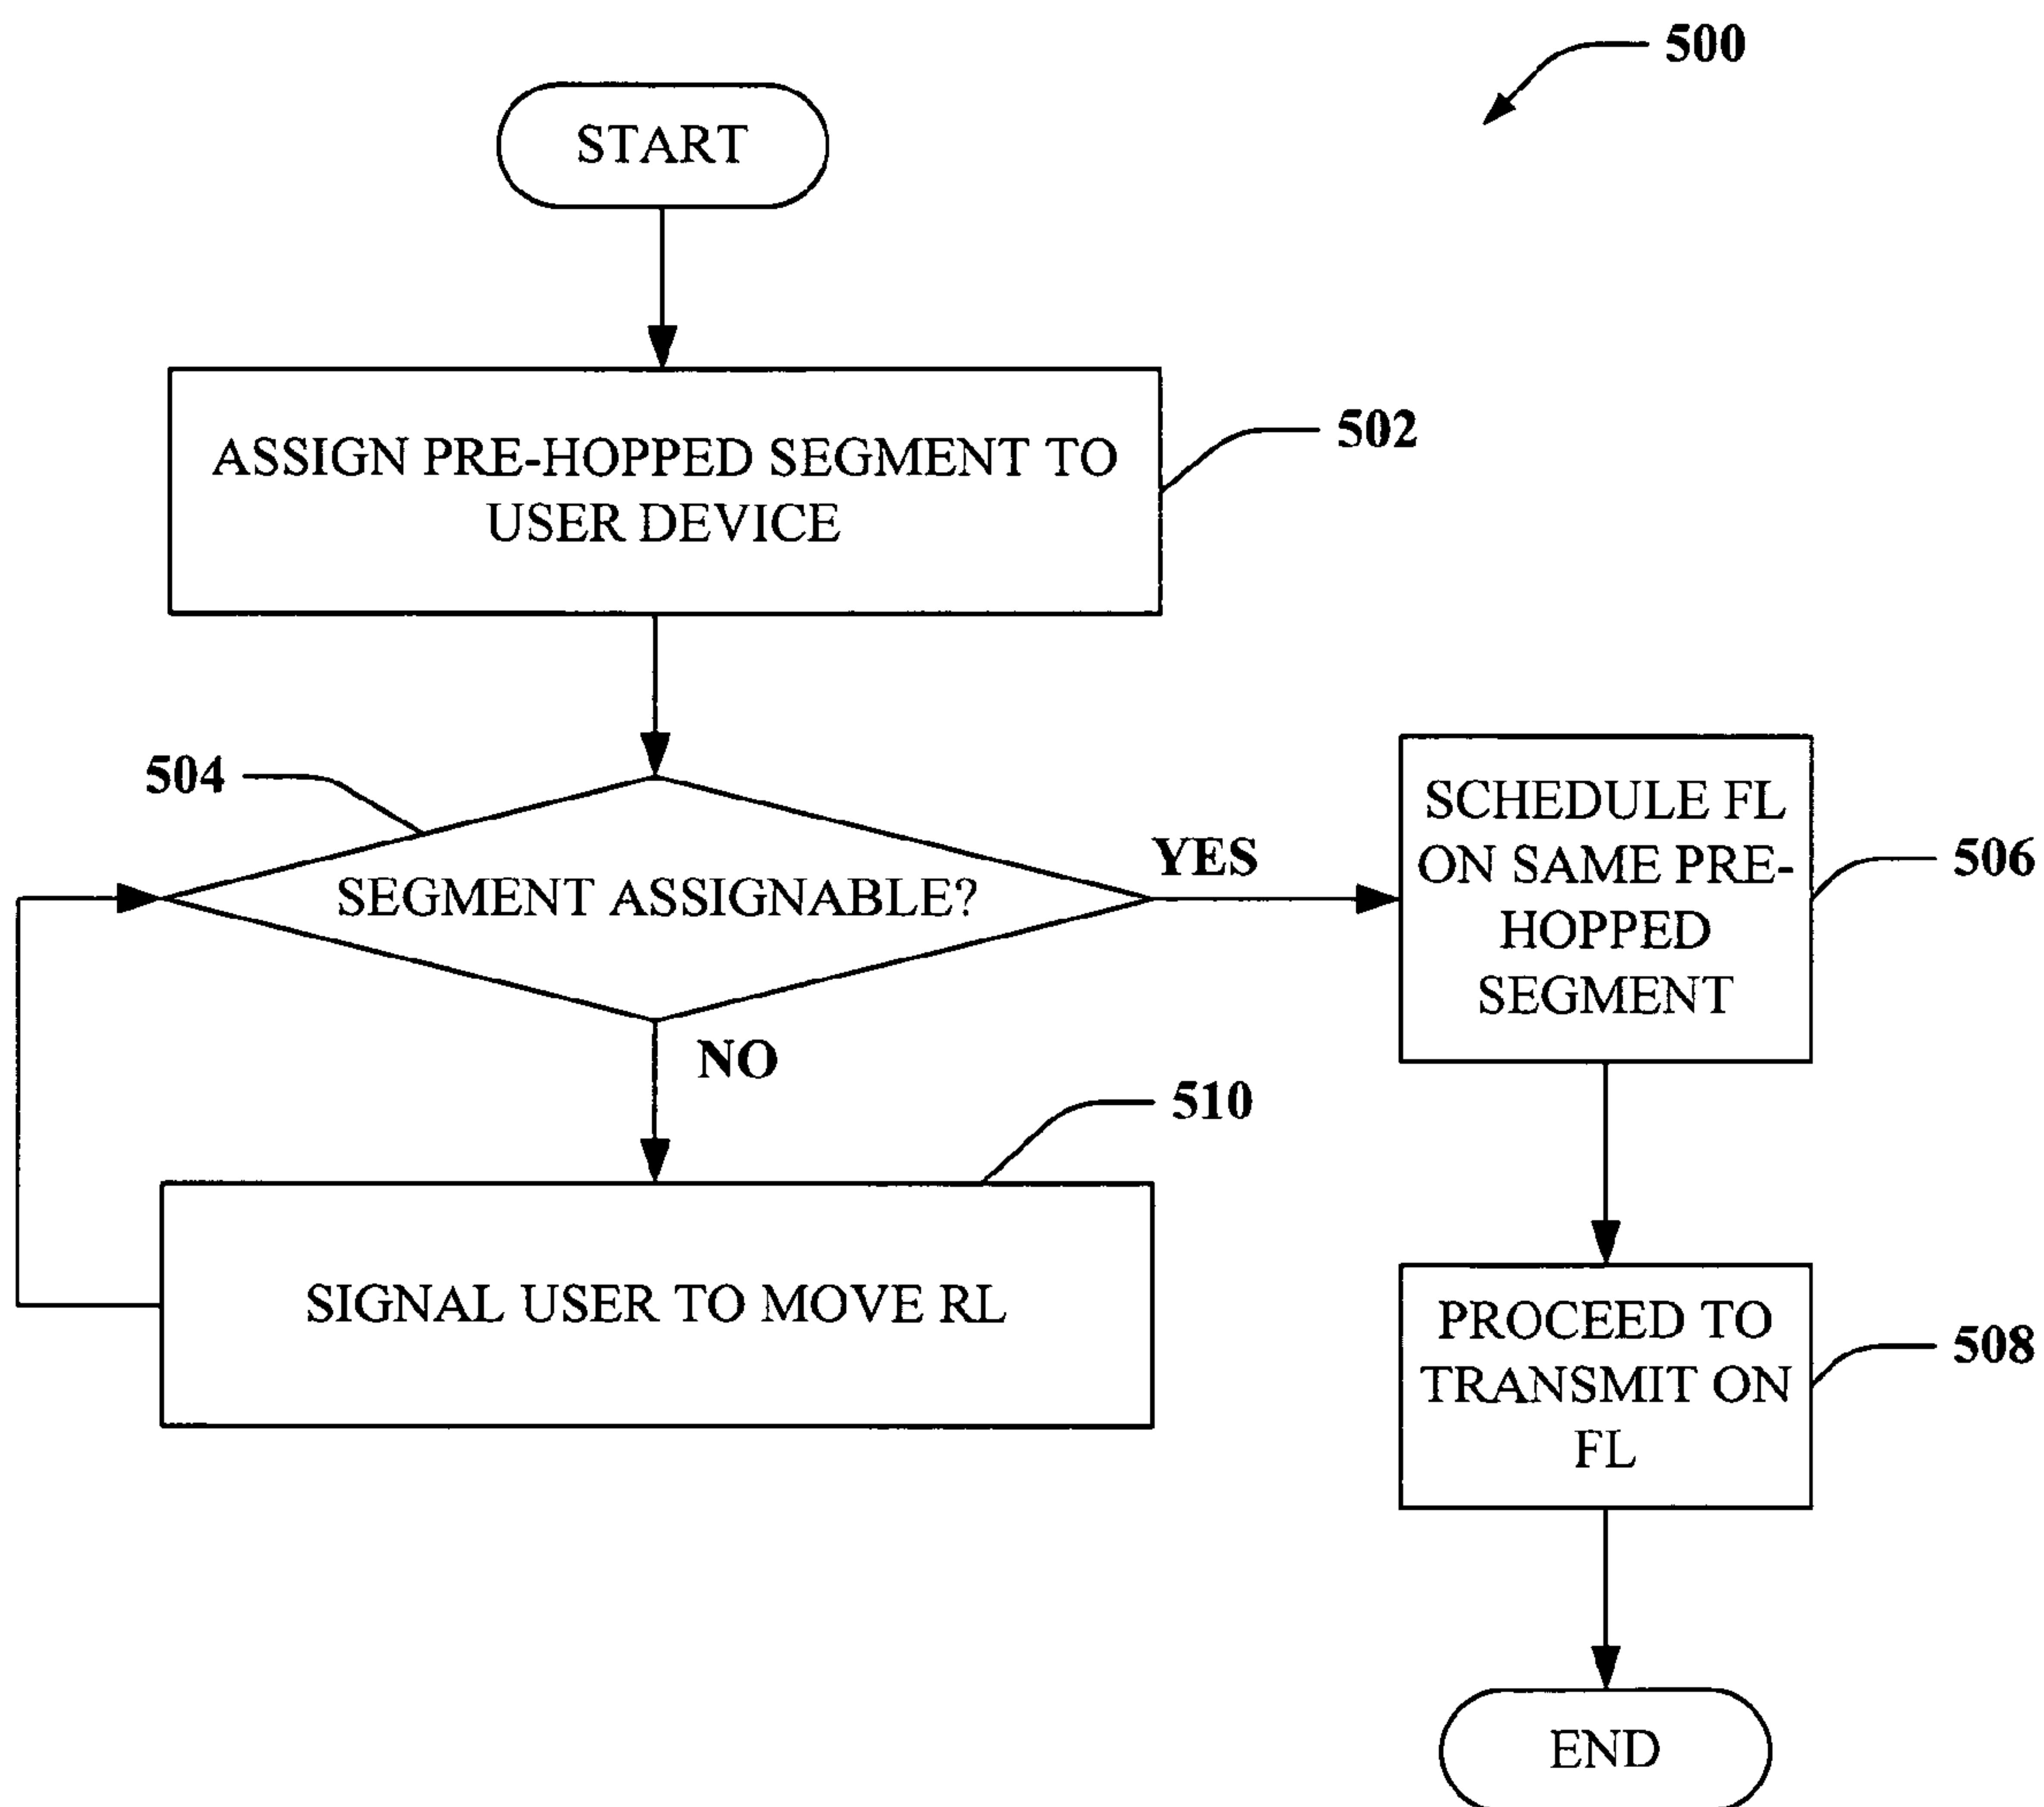 500
START
ASSIGN PRE-HOPPED SEGMENT TO
USER DEVICE
502
504
SEGMENT ASSIGNABLE?
YES
SCHEDULE FL
ON SAME PRE-
HOPPED
SEGMENT
506
NO
510
SIGNAL USER TO MOVE RL
PROCEED TO
TRANSMIT ON
FL
508
END